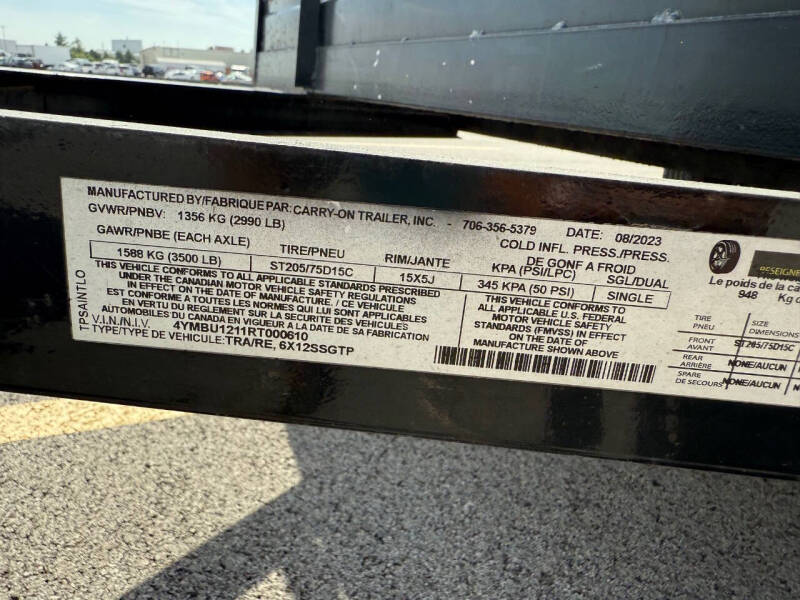 MANUFACTURED BY/FABRIQUE PAR: CARRY-ON TRAILER, INC. - 706-356-5379 DATE: 08/2023
GVWR/PNBV: 1356 KG (2990 LB)
COLD INFL. PRESS./PRESS.
DE GONF A FROID
GAWR/PNBE (EACH AXLE) TIRE/PNEU RIM/JANTE KPA (PSI/LPC) SGL/DUAL
1588 KG (3500 LB) ST205/75D15C 15X5J 345 KPA (50 PSI) SINGLE
THIS VEHICLE CONFORMS TO ALL APPLICABLE STANDARDS PRESCRIBED
UNDER THE CANADIAN MOTOR VEHICLE SAFETY REGULATIONS
IN EFFECT ON THE DATE OF MANUFACTURE
EST CONFORME A TOUTES LES NORMES QUI LUI SONT APPLICABLES
EN VERTU DU REGLEMENT SUR LA SECURITE DES VEHICULES
AUTOMOBILES DU CANADA EN VIGUEUR A LA DATE DE SA FABRICATION
V.I.N/N.I.V. 4YMBU1211RT000610
TYPE/TYPE DE VEHICULE: TRA/RE, 6X12SSGTP
TPSAINTLO
THIS VEHICLE CONFORMS TO
ALL APPLICABLE U.S. FEDERAL
MOTOR VEHICLE SAFETY
STANDARDS (FMVSS) IN EFFECT
ON THE DATE OF
MANUFACTURE SHOWN ABOVE
Le poids de la
948 Kg
TIRE
PNEU
SIZE
DIMENSIONS
FRONT
AVANT
ST205/75D15C
REAR
ARRIÈRE
NONE/AUCUN
SPARE
DE SECOURS
NONE/AUCUN